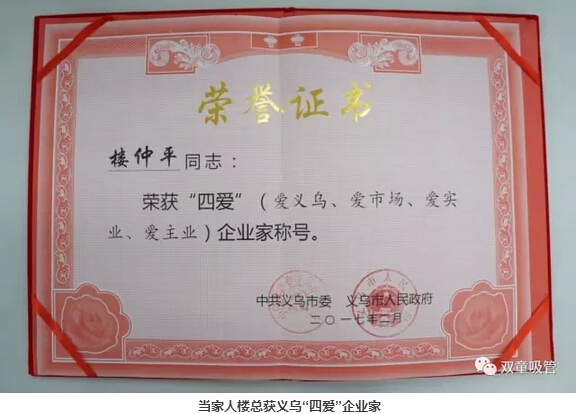 荣誉证书
楼仲平同志：
荣获“四爱”（爱义乌、爱市场、爱实
业、爱主业）企业家称号。
中共义乌市委 义乌市人民政府
二〇一七年二月
双童吸管
当家人楼总获义乌“四爱”企业家